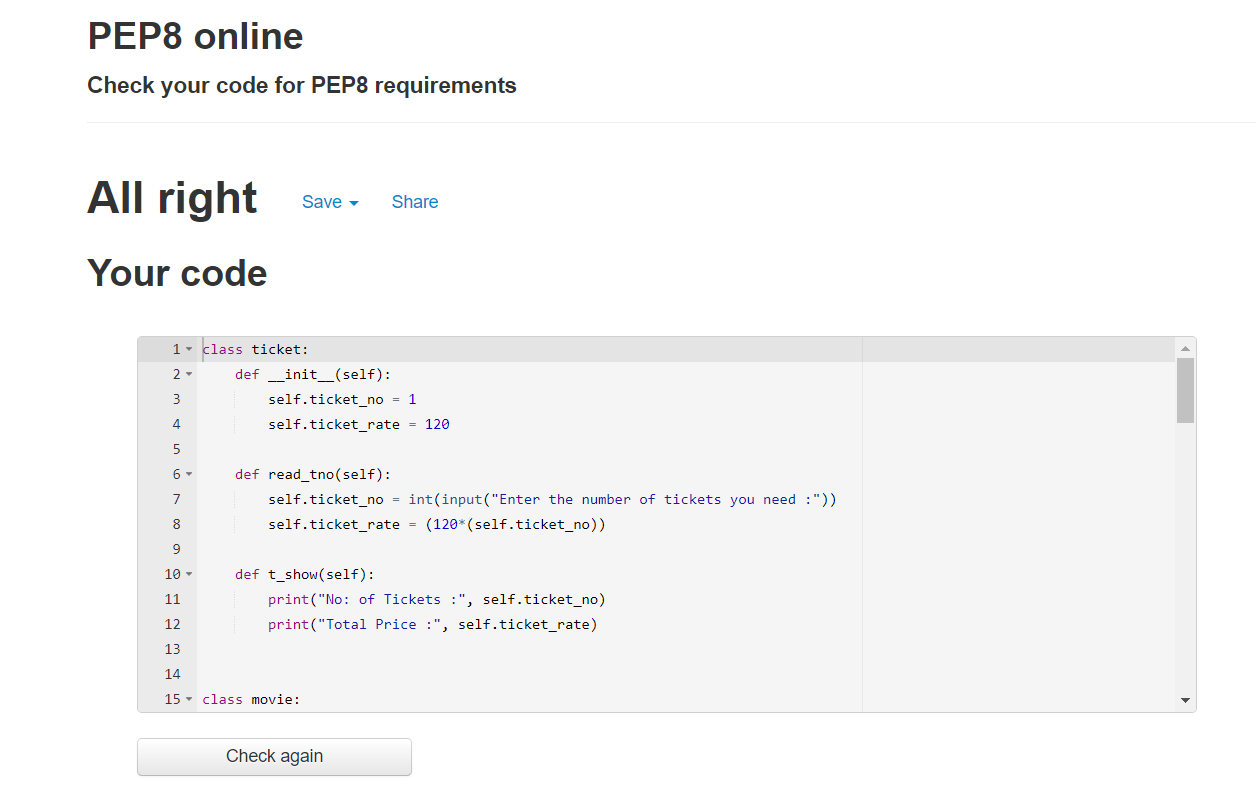 PEP8 online
Check your code for PEP8 requirements
All right Save Share
Your code
1 class ticket:
2     def __init__(self):
3         self.ticket_no = 1
4         self.ticket_rate = 120
5
6     def read_tno(self):
7         self.ticket_no = int(input("Enter the number of tickets you need :"))
8         self.ticket_rate = (120*(self.ticket_no))
9
10     def t_show(self):
11         print("No: of Tickets :", self.ticket_no)
12         print("Total Price :", self.ticket_rate)
13
14
15 class movie:
Check again